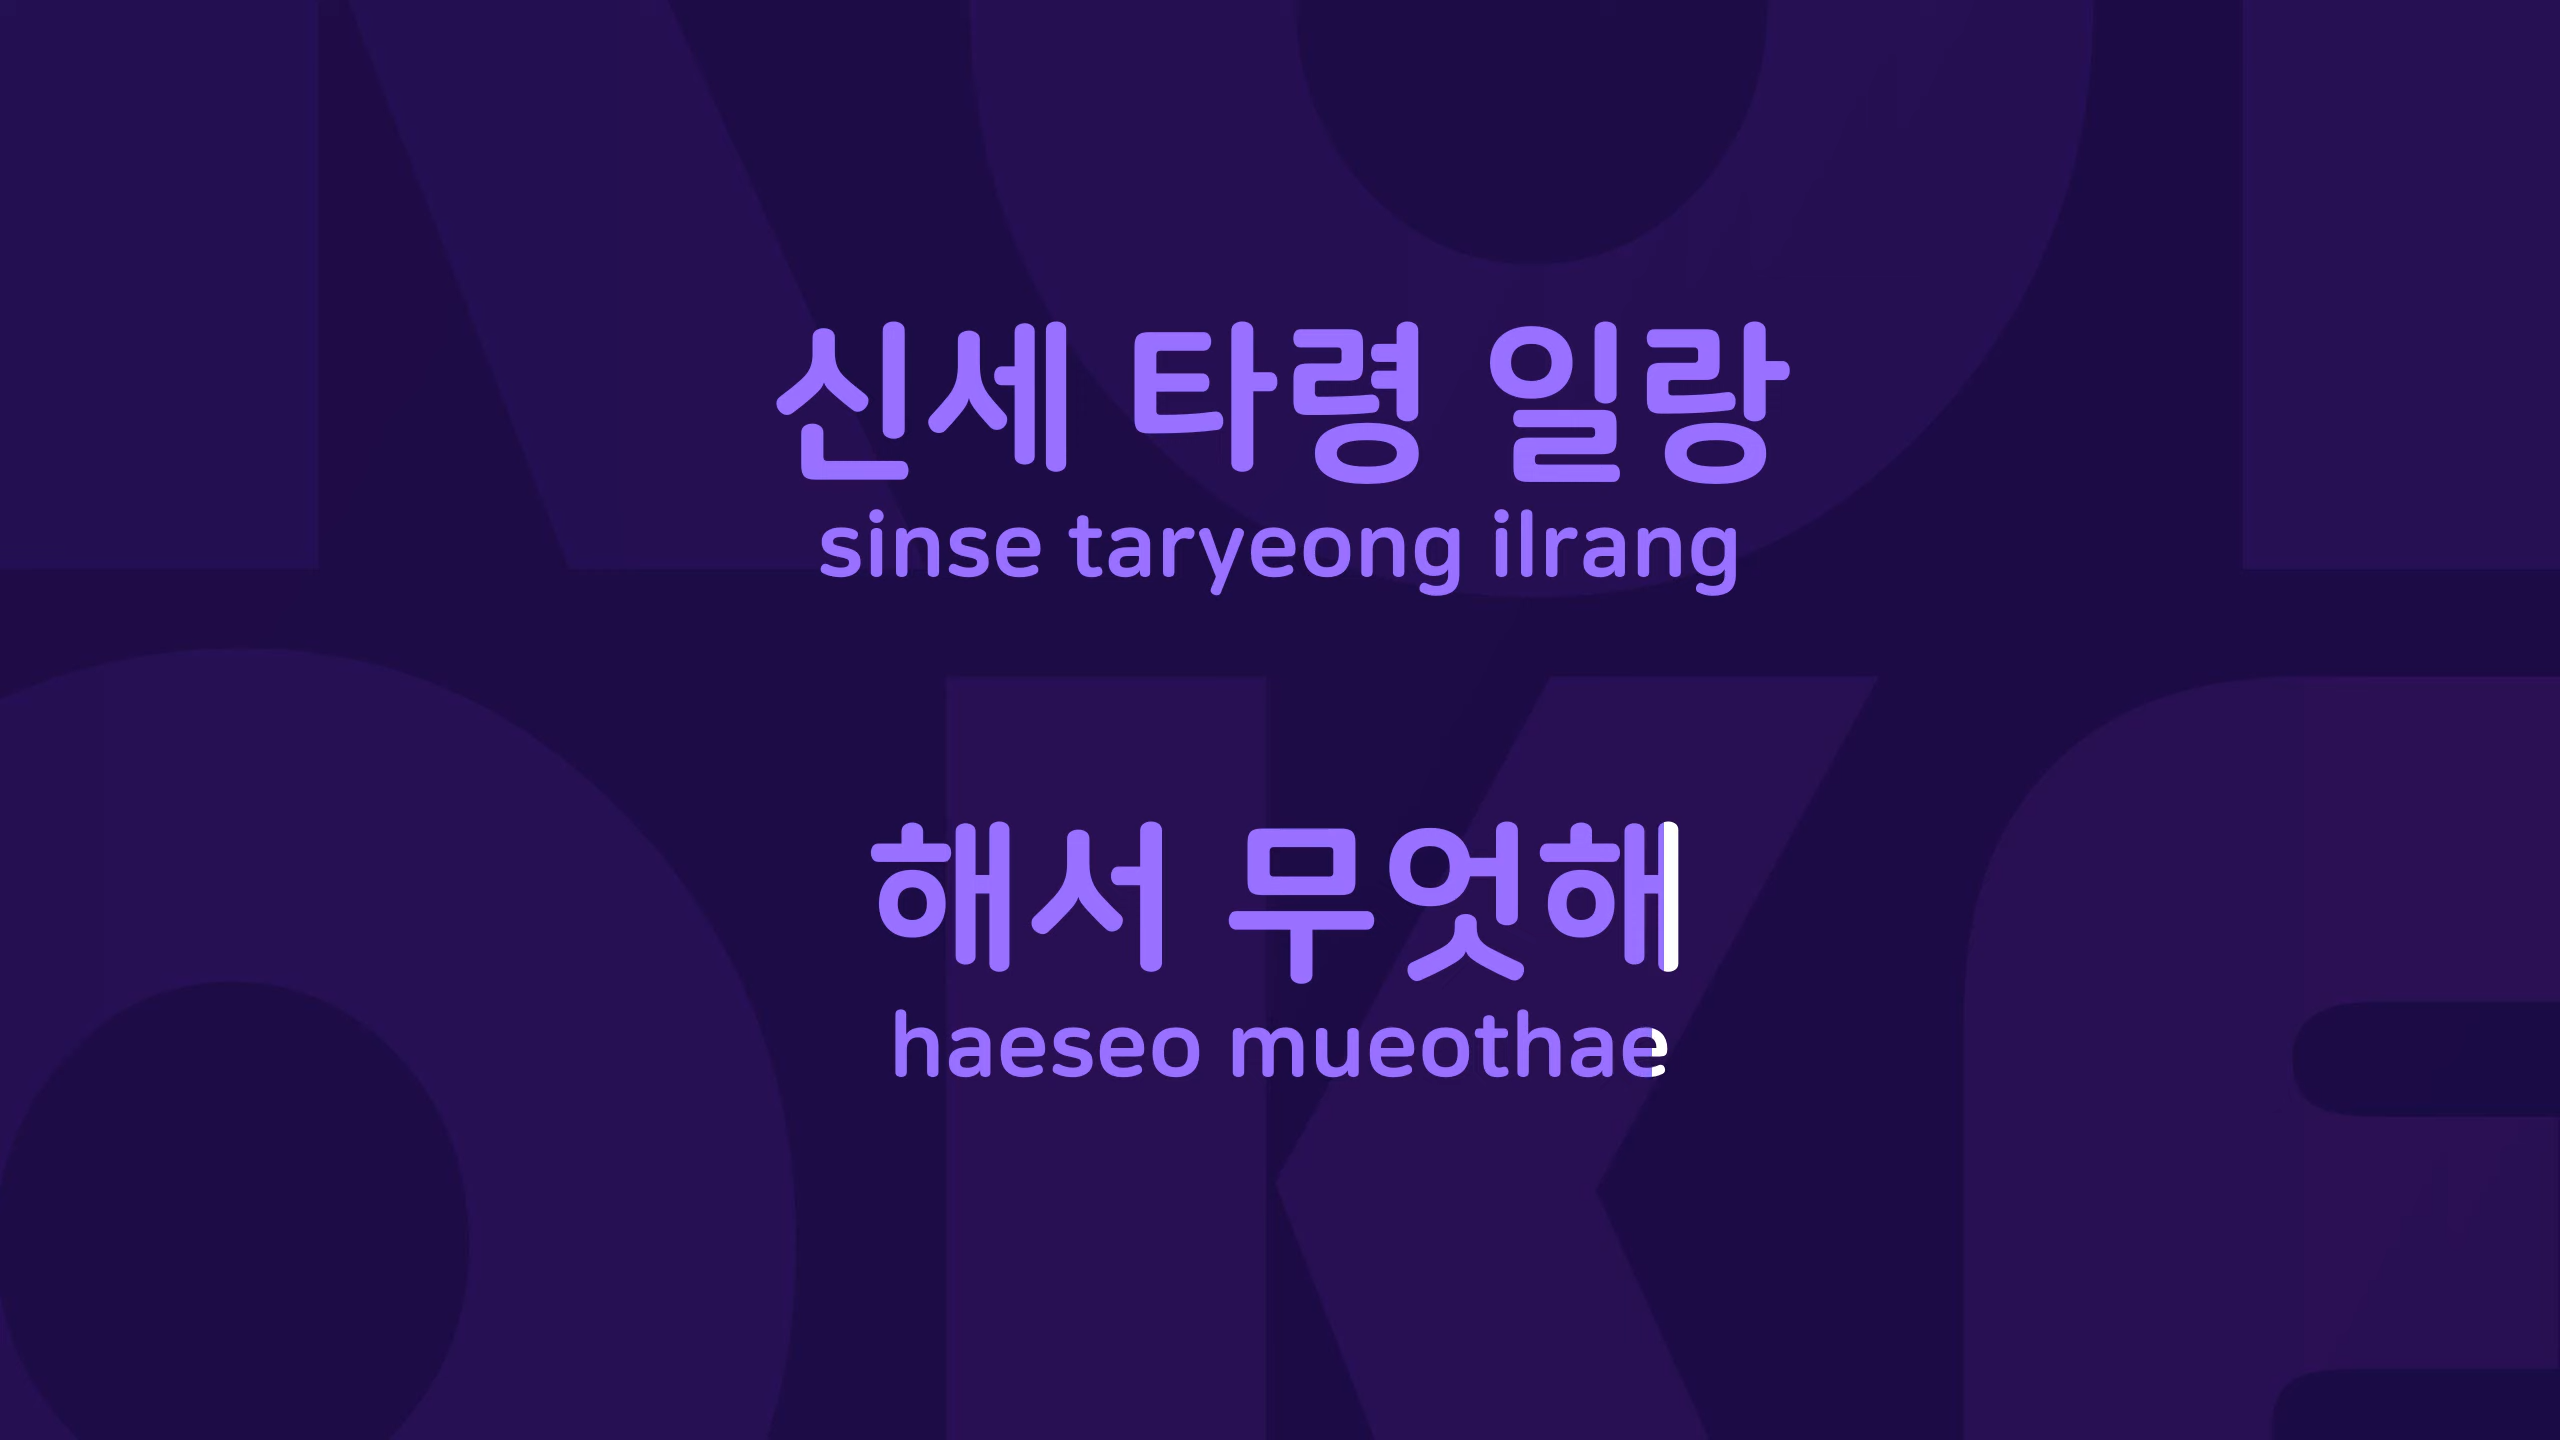 신세 타령 일랑
sinse taryeong ilrang
해서 무엇해
haeseo mueothae